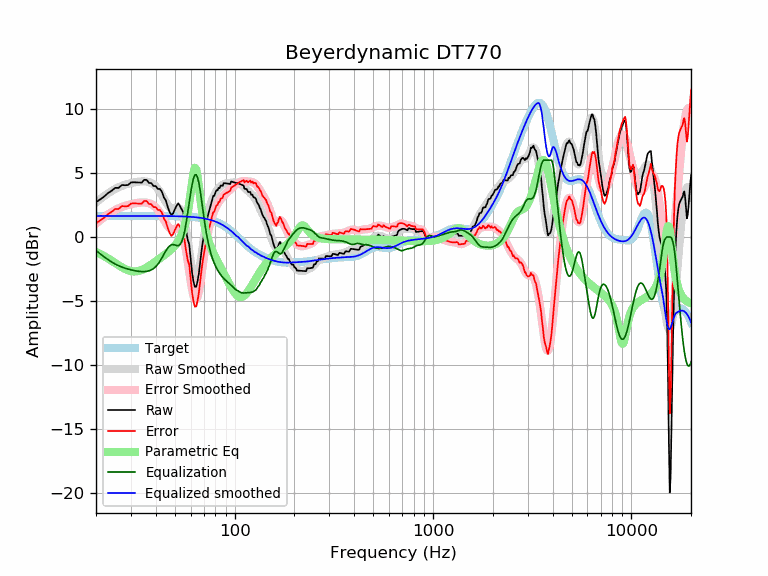 Beyerdynamic DT770
Amplitude (dBr)
10
5
0
−5
−10
−15
−20
Target
Raw Smoothed
Error Smoothed
Raw
Error
Parametric Eq
Equalization
Equalized smoothed
100
1000
10000
Frequency (Hz)